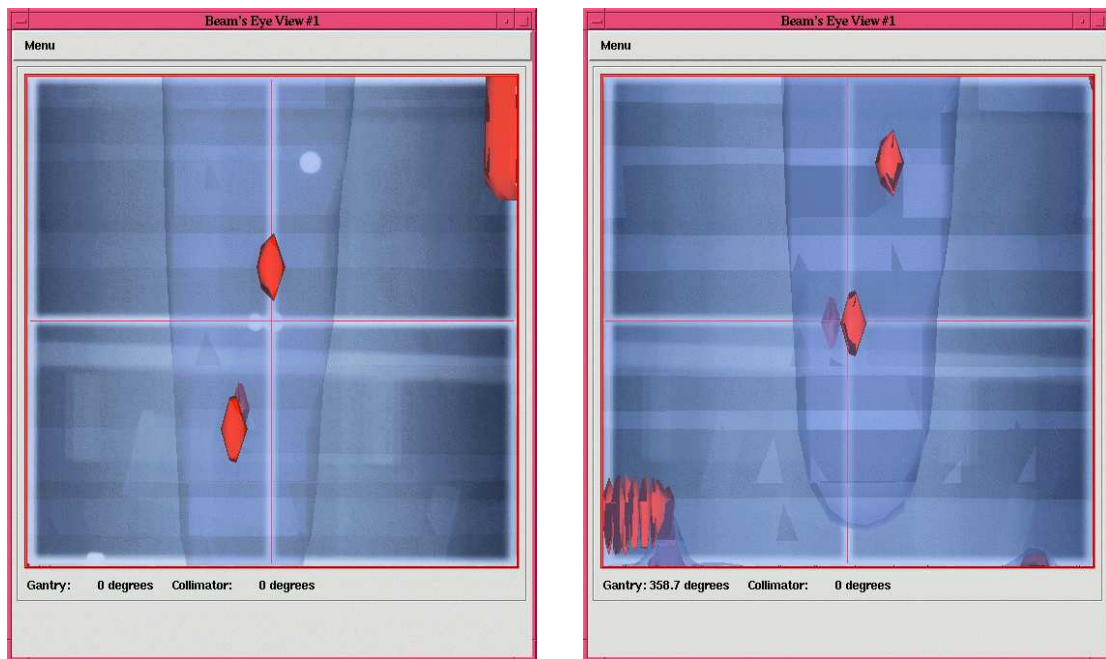 Beam's Eye View #1
Menu
Gantry: 0 degrees Collimator: 0 degrees
Beam's Eye View #1
Menu
Gantry: 358.7 degrees Collimator: 0 degrees